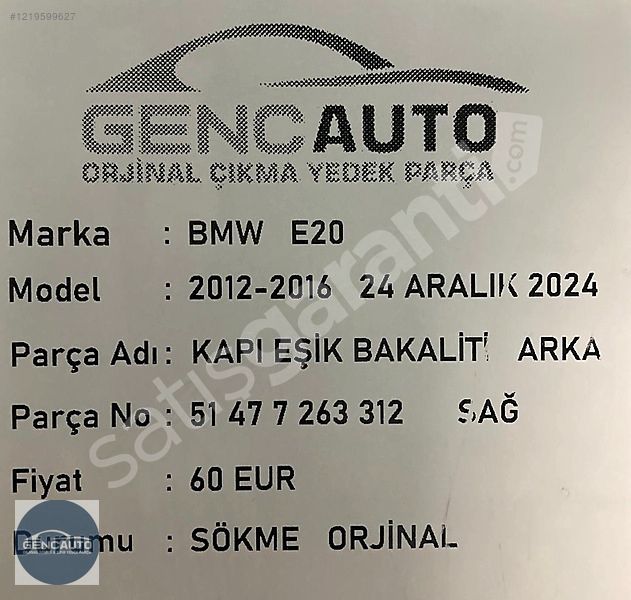 #1219599627
GENCAUTO
ORJİNAL ÇIKMA YEDEK PARÇA
Marka : BMW E20
Model : 2012-2016 24 ARALIK 2024
Parça Adı : KAPI EŞİK BAKALİTİ ARKA
Parça No : 51 47 7 263 312 SAĞ
Fiyat : 60 EUR
Durumu : SÖKME ORJİNAL
satışgaranti.com
GENCAUTO